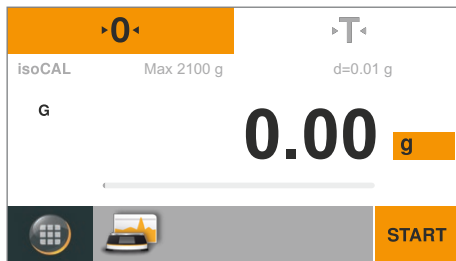 ▸0◂ ▸T◂
isoCAL Max 2100 g d=0.01 g
G
0.00 g
START